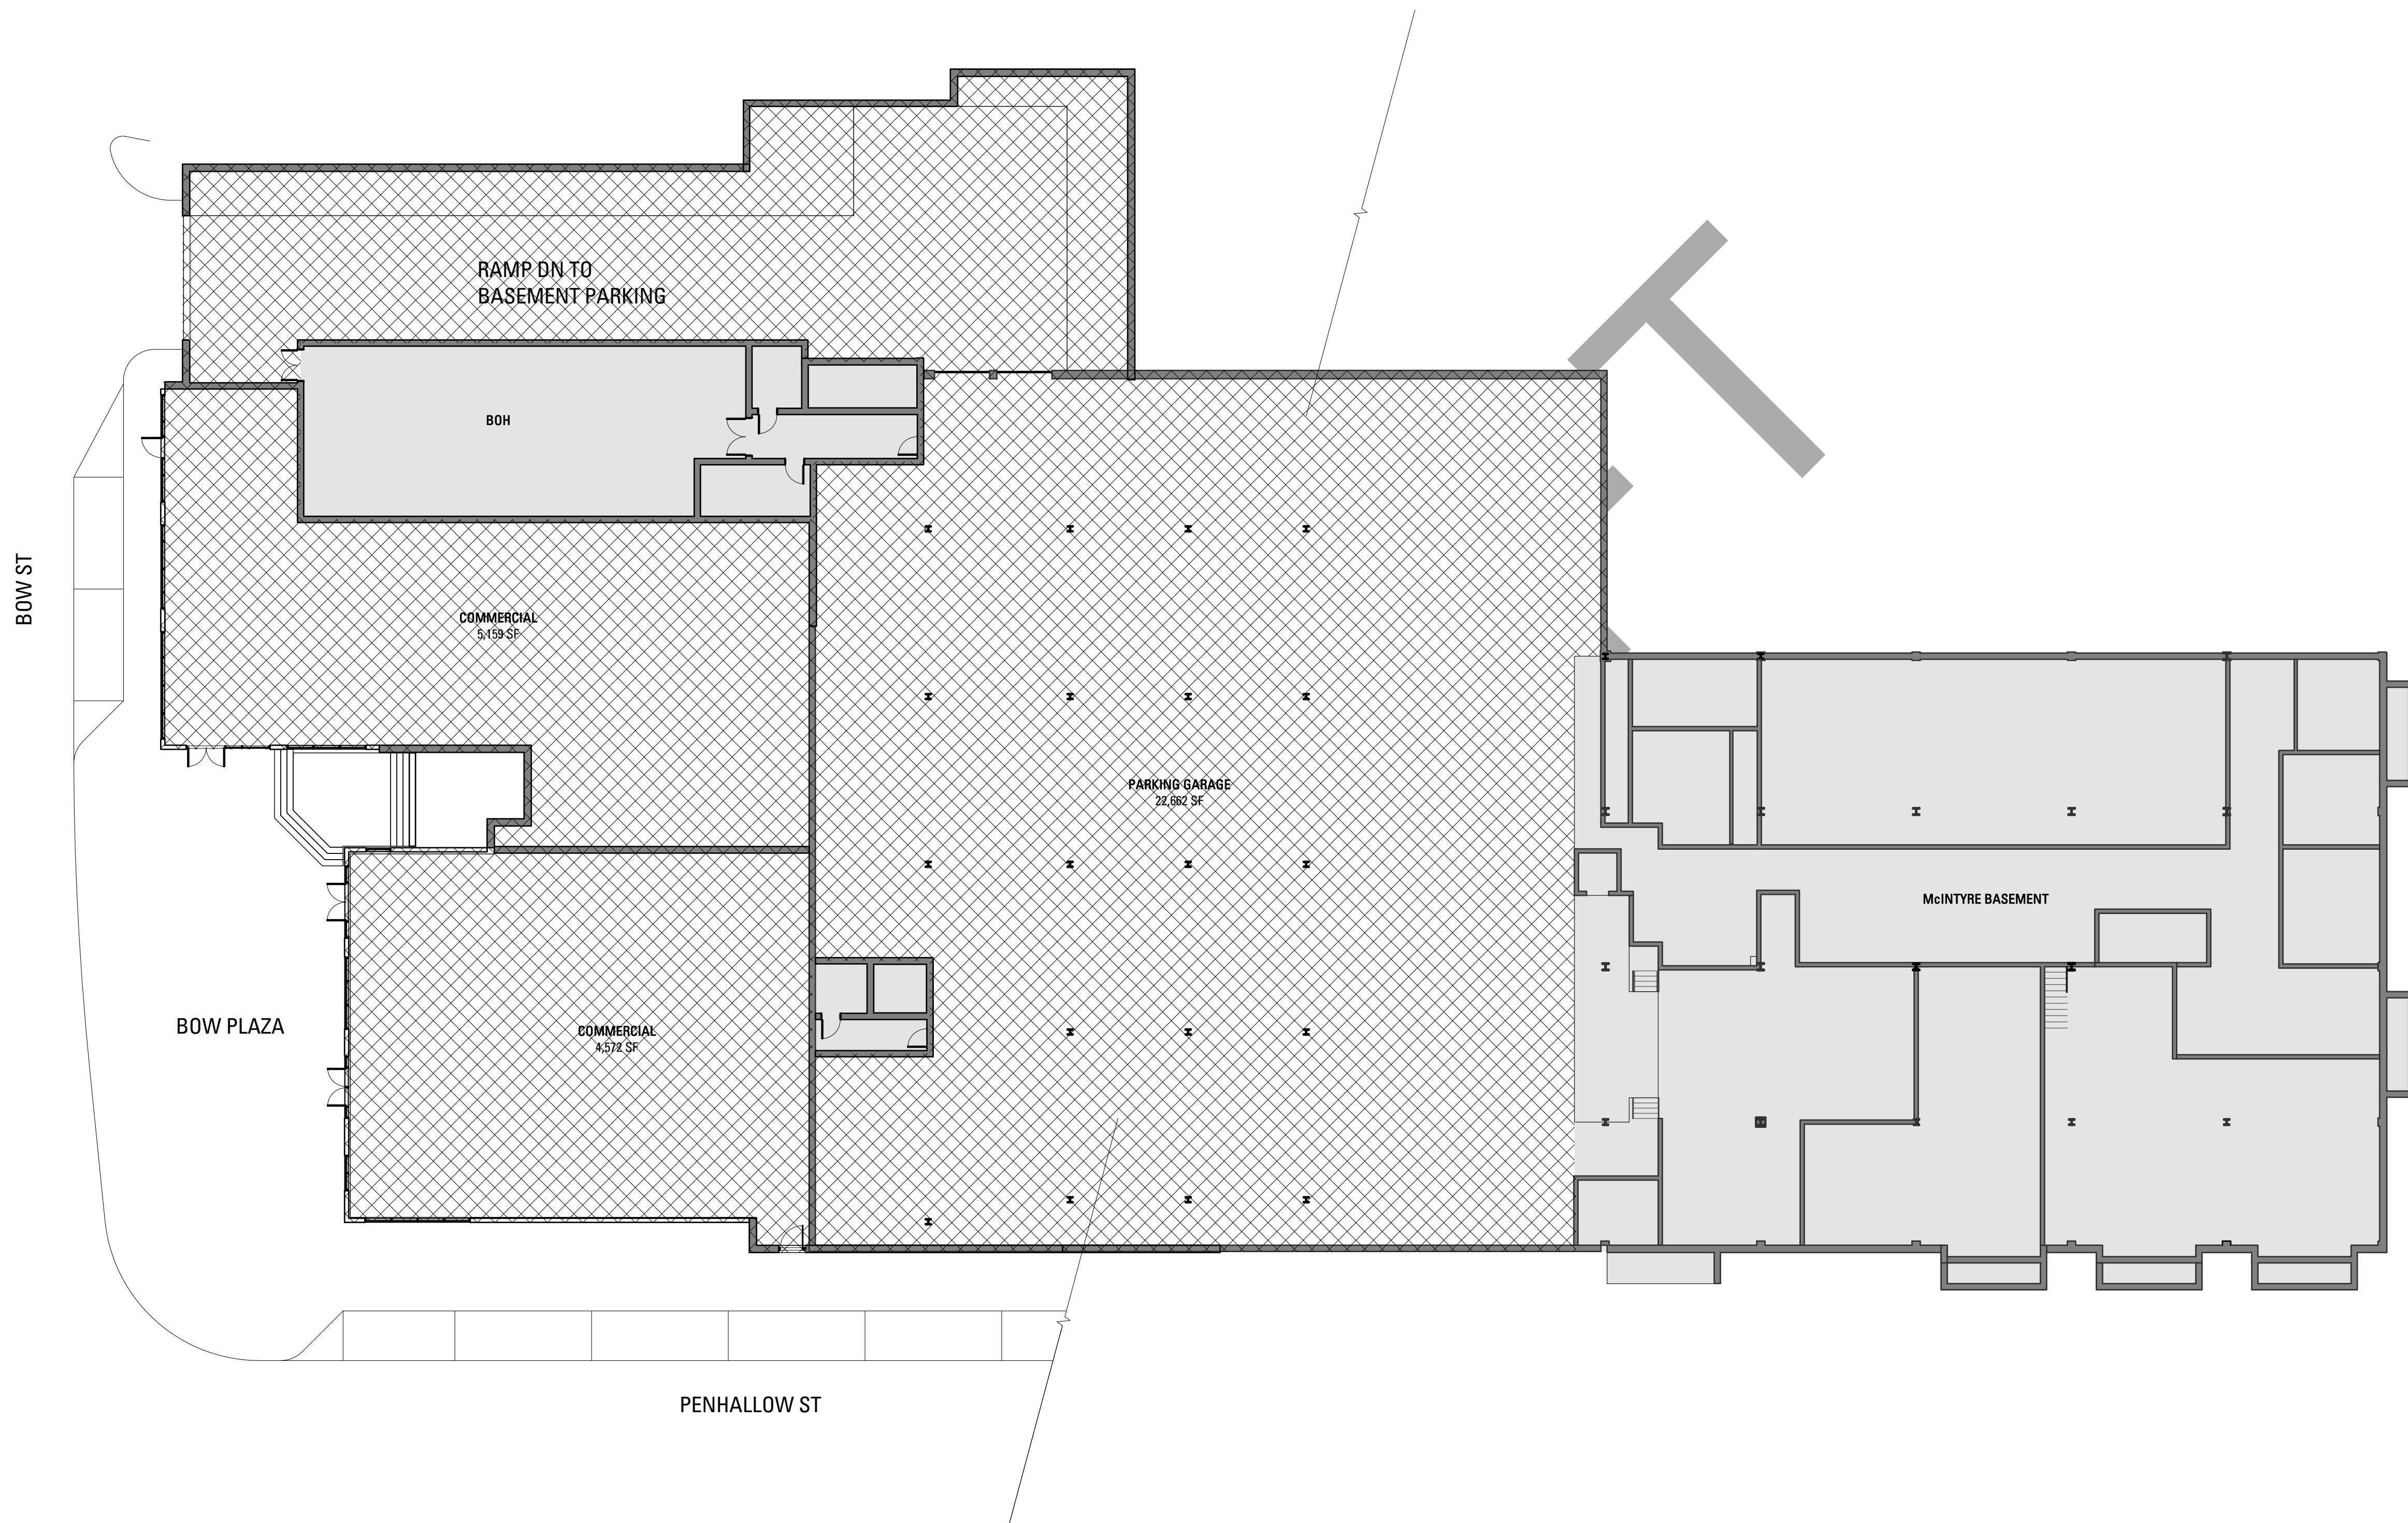 RAMP DN TO
BASEMENT PARKING
BOH
BOW ST
COMMERCIAL
5,159 SF
PARKING GARAGE
22,662 SF
McINTYRE BASEMENT
BOW PLAZA
COMMERCIAL
4,572 SF
PENHALLOW ST